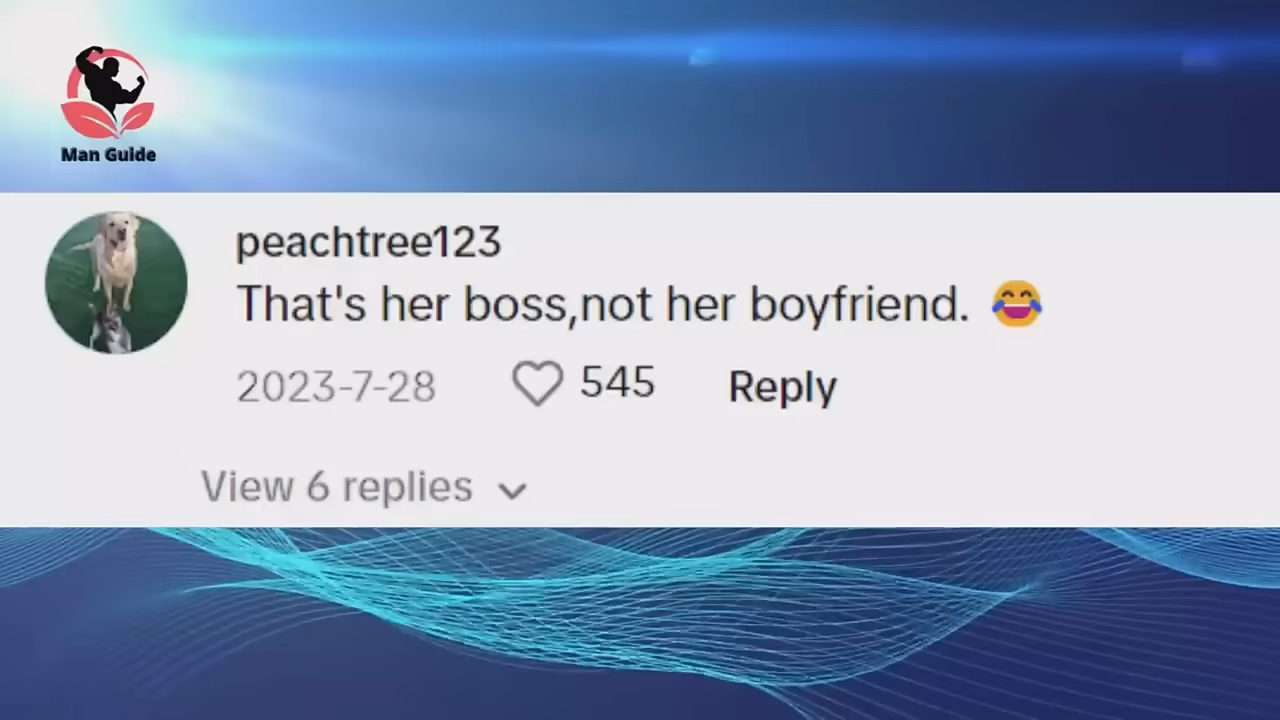 Man Guide
peachtree123
That's her boss,not her boyfriend. 😂
2023-7-28 545 Reply
View 6 replies